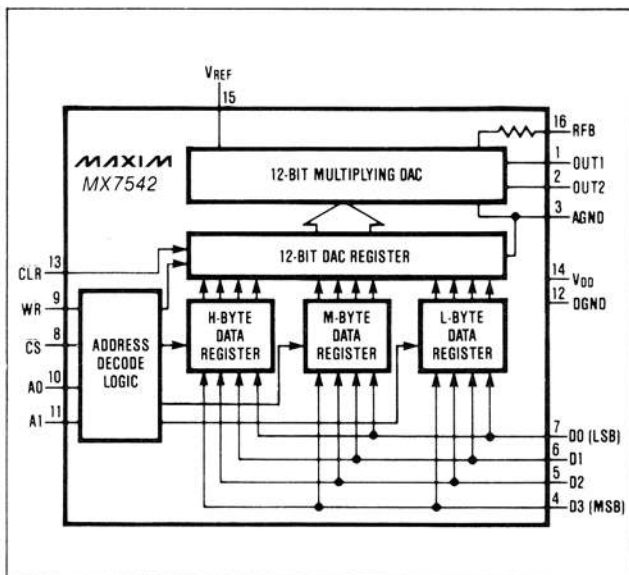 VREF
15
16 RFB
MAXIM
MX7542
12-BIT MULTIPLYING DAC
1 OUT1
2 OUT2
3 AGND
12-BIT DAC REGISTER
13 CLR
14 VDD
12 DGND
9 WR
8 CS
10 A0
11 A1
ADDRESS
DECODE
LOGIC
H-BYTE
DATA
REGISTER
M-BYTE
DATA
REGISTER
L-BYTE
DATA
REGISTER
7 D0 (LSB)
6 D1
5 D2
4 D3 (MSB)